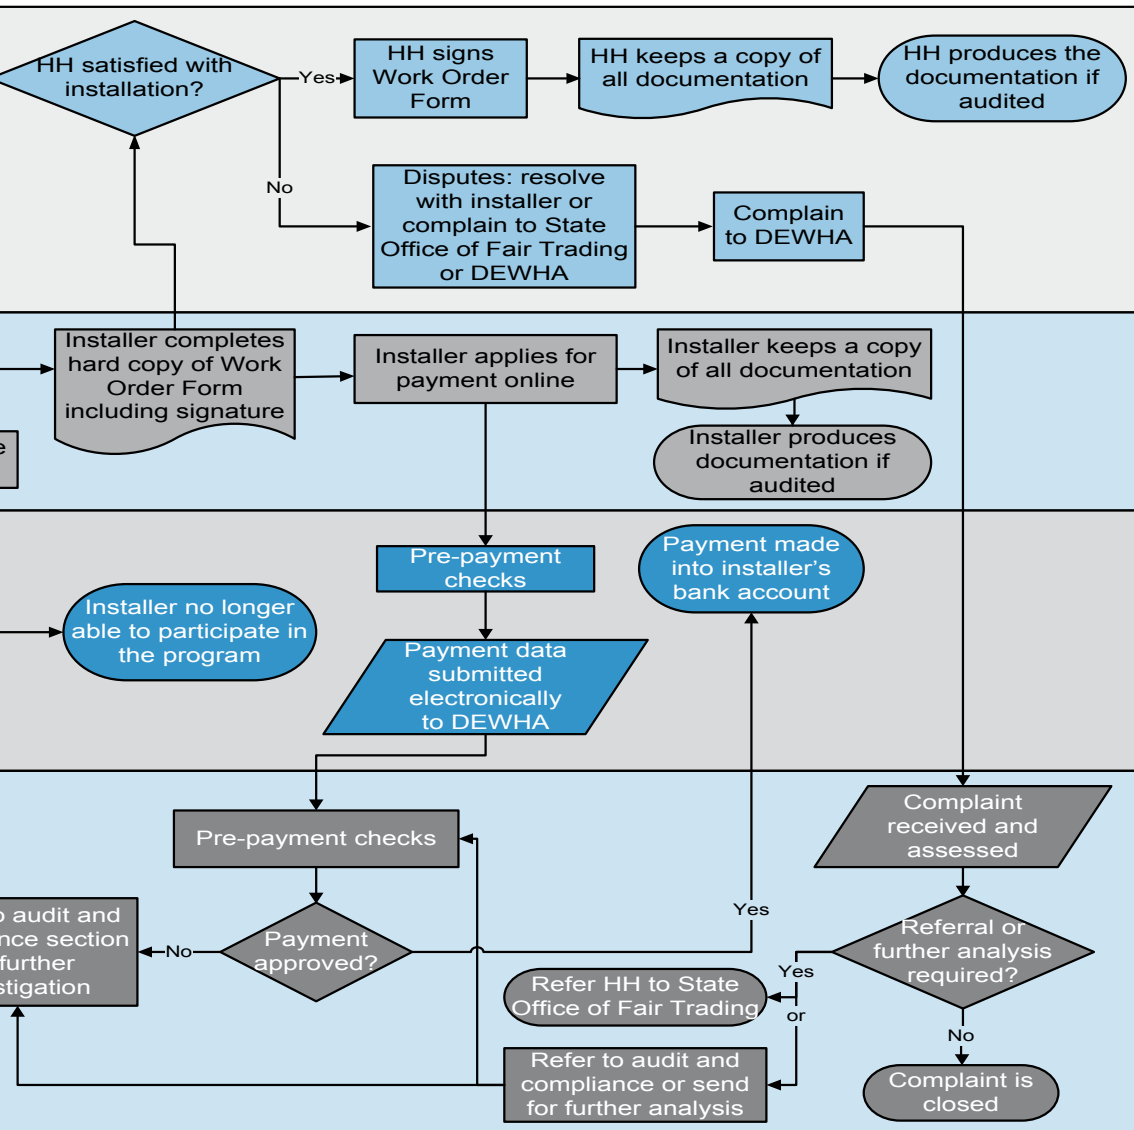 HH satisfied with
installation?
Yes
HH signs
Work Order
Form
HH keeps a copy of
all documentation
HH produces the
documentation if
audited
No
Disputes: resolve
with installer or
complain to State
Office of Fair Trading
or DEWHA
Complain
to DEWHA
Installer completes
hard copy of Work
Order Form
including signature
Installer applies for
payment online
Installer keeps a copy
of all documentation
Installer produces
documentation if
audited
Pre-payment
checks
Payment made
into installer’s
bank account
Installer no longer
able to participate in
the program
Payment data
submitted
electronically
to DEWHA
Pre-payment checks
Complaint
received and
assessed
audit and
section
further
Payment
approved?
No
Yes
Referral or
further analysis
required?
Yes
or
No
Refer HH to State
Office of Fair Trading
Refer to audit and
compliance or send
for further analysis
Complaint is
closed